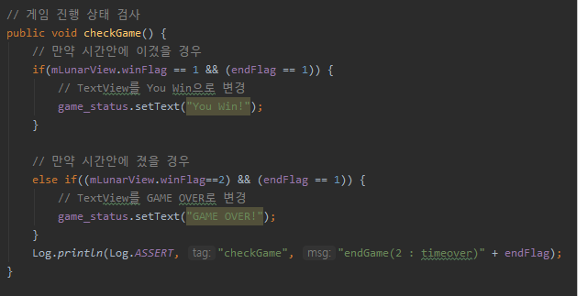 // 게임 진행 상태 검사
public void checkGame() {
// 만약 시간안에 이겼을 경우
if(mLunarView.winFlag == 1 && (endFlag == 1)) {
// TextView를 You Win으로 변경
game_status.setText("You Win!");
}
// 만약 시간안에 졌을 경우
else if((mLunarView.winFlag==2) && (endFlag == 1)) {
// TextView를 GAME OVER로 변경
game_status.setText("GAME OVER!");
}
Log.println(Log.ASSERT, tag: "checkGame", msg: "endGame(2 : timeover)" + endFlag);
}